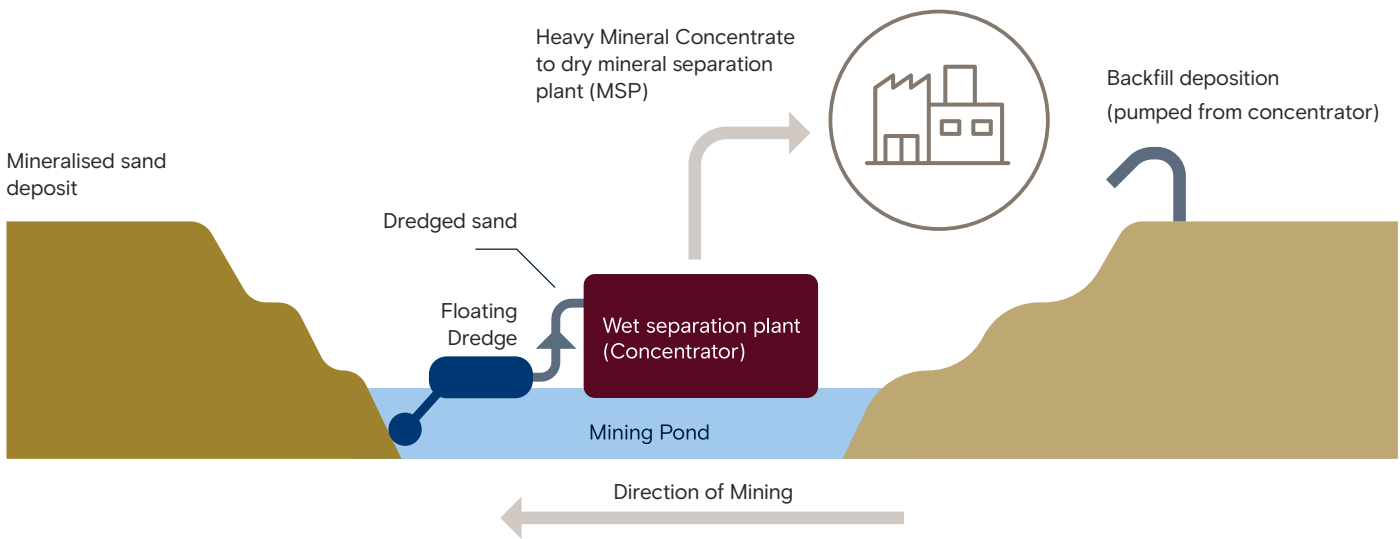 Heavy Mineral Concentrate
to dry mineral separation
plant (MSP)
Backfill deposition
(pumped from concentrator)
Mineralised sand
deposit
Dredged sand
Floating
Dredge
Wet separation plant
(Concentrator)
Mining Pond
Direction of Mining